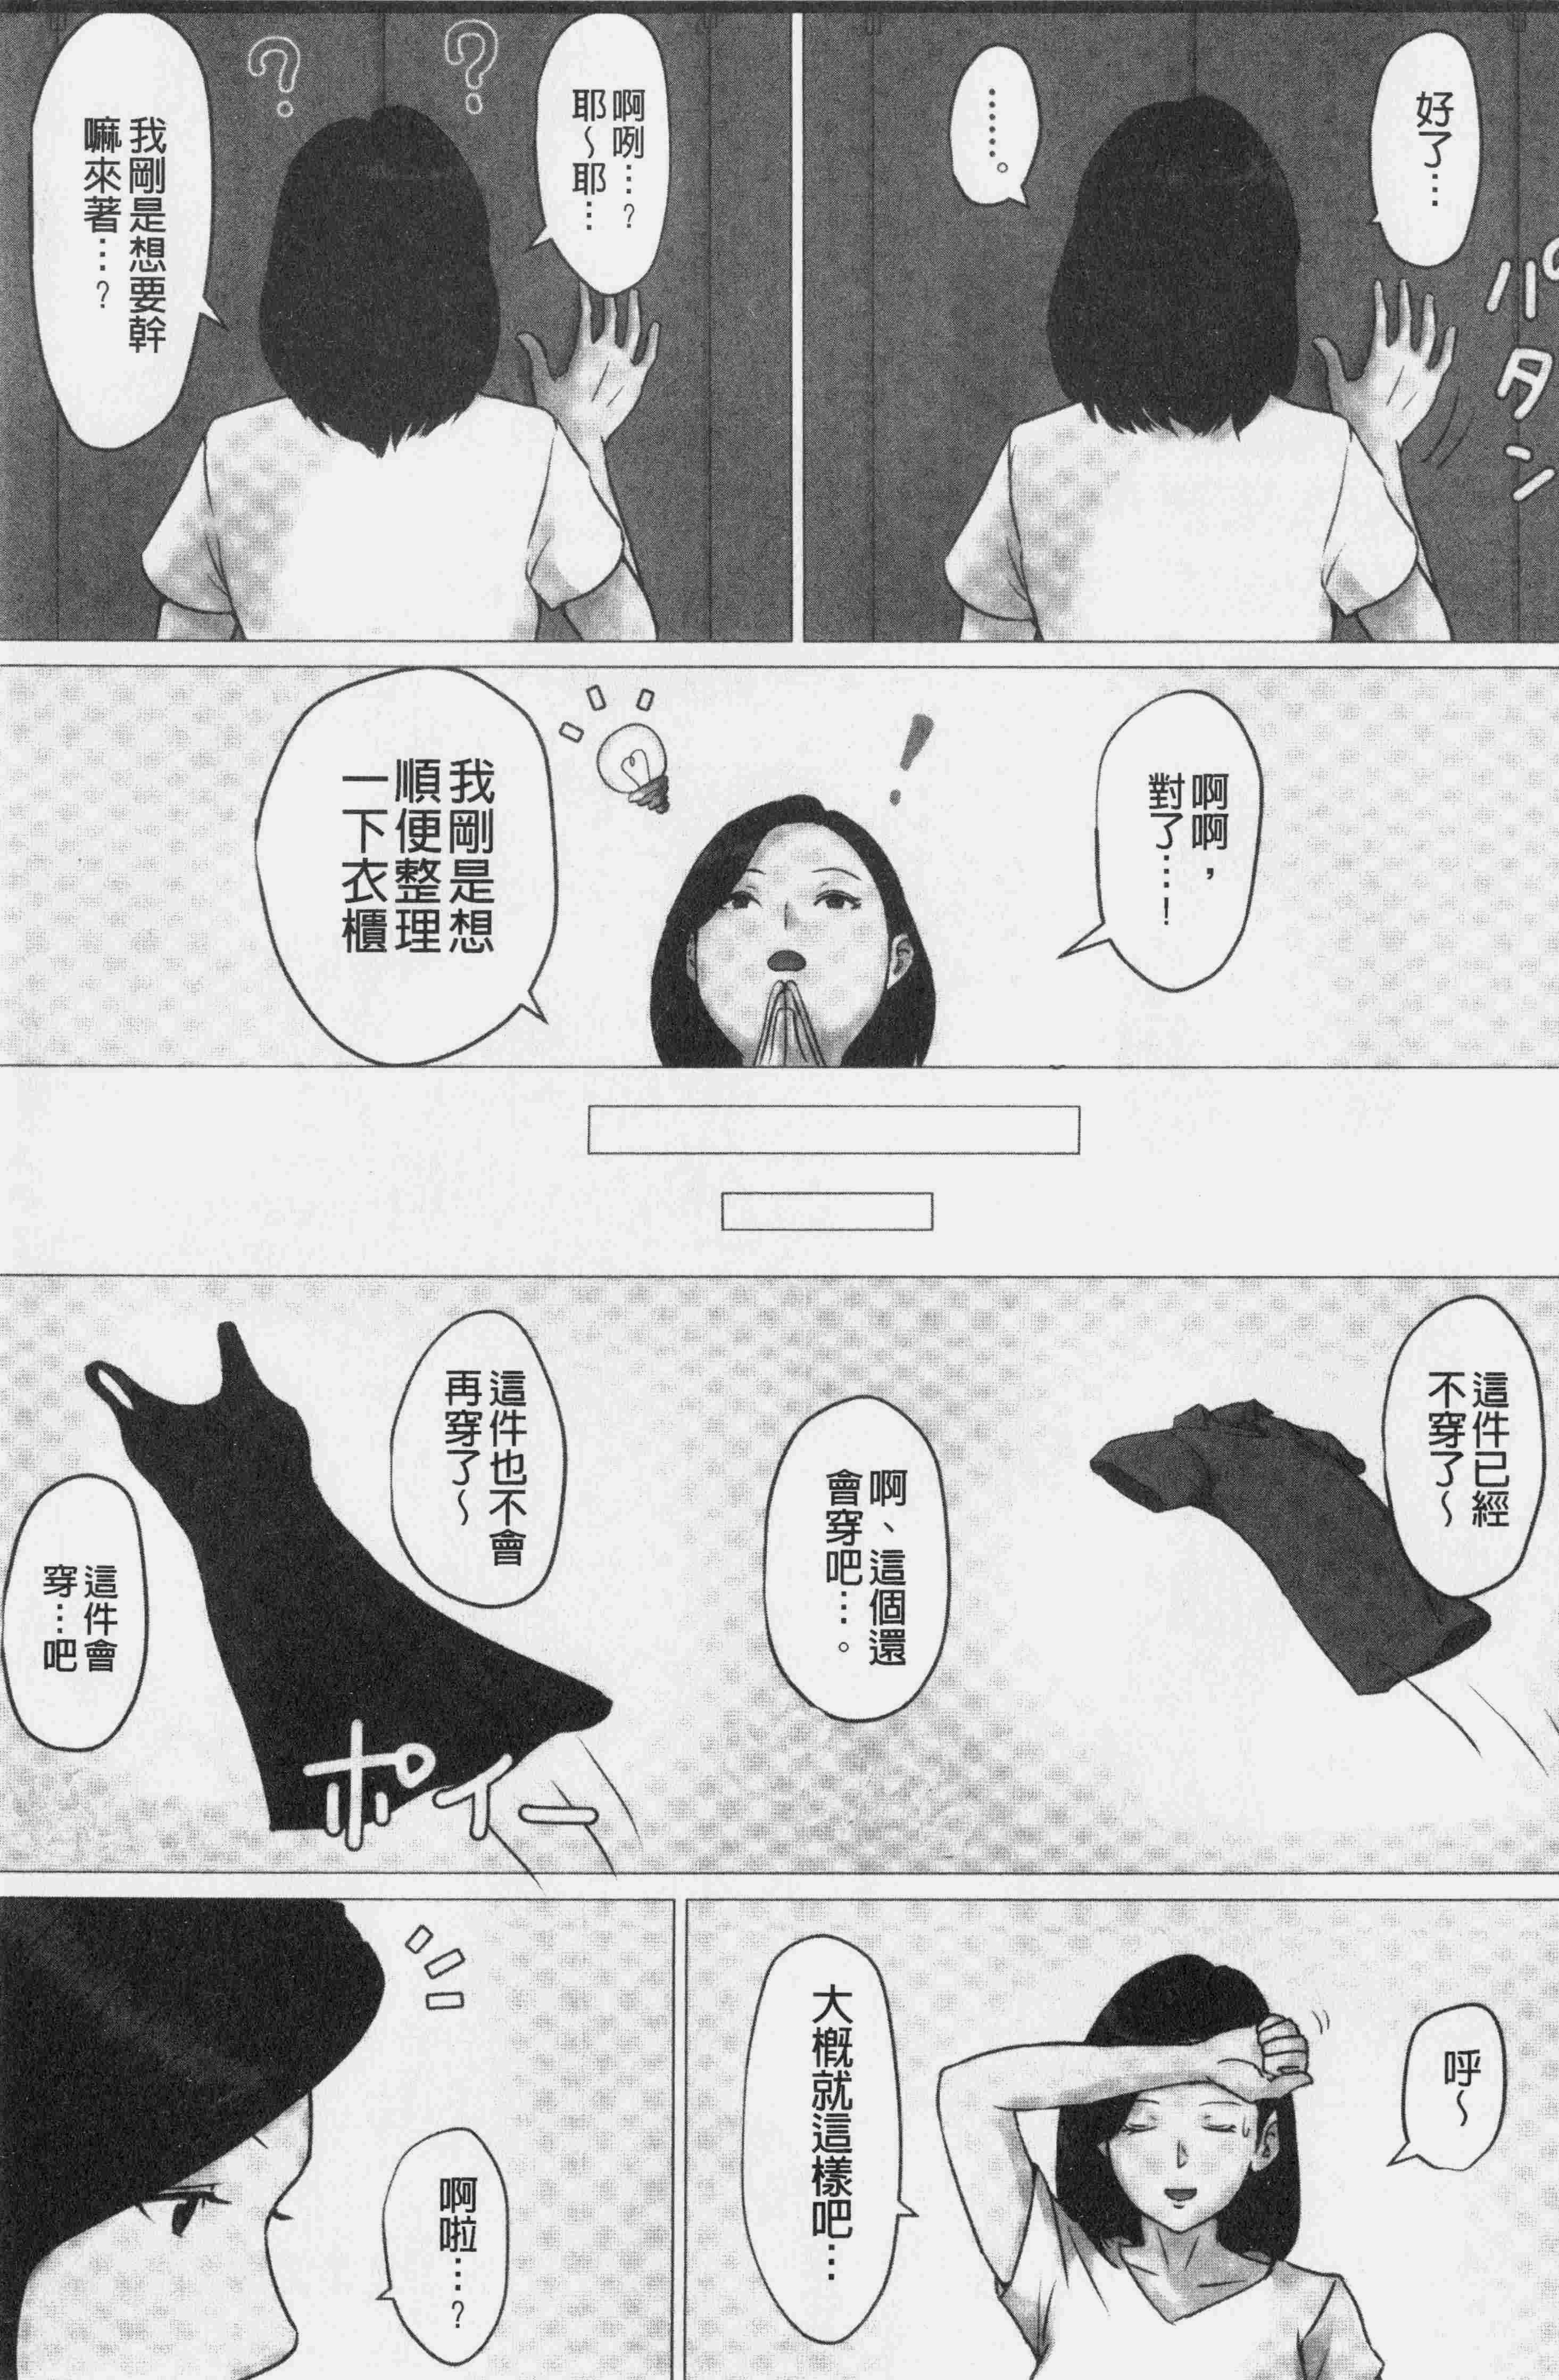 好了…
パタン
……。
啊咧…？
耶～耶…
我剛是想要幹
嘛來著…？
啊啊，
對了…！
我剛是想
順便整理
一下衣櫃
這件已經
不穿了～
啊、這個還
會穿吧…。
這件也不會
再穿了～
ポイー
這件會
穿…吧
呼～
大概就這樣吧…
啊啦…？